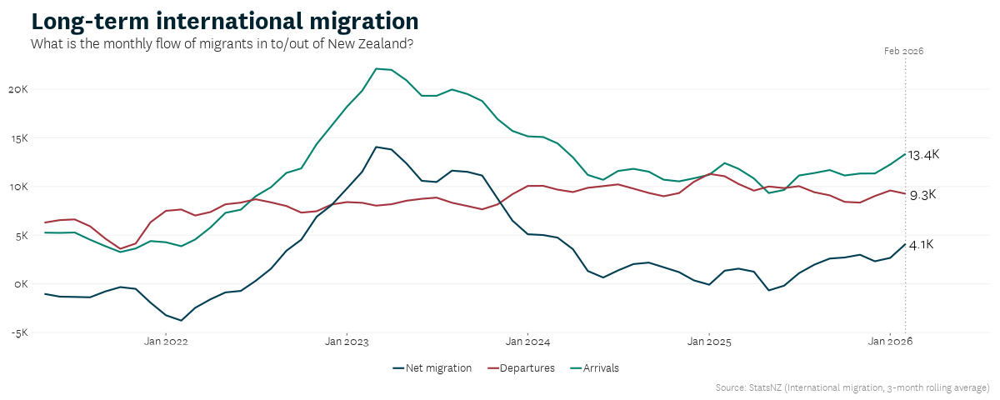 Long-term international migration
What is the monthly flow of migrants in to/out of New Zealand?
Feb 2026
20K
15K
10K
5K
0K
-5K
13.4K
9.3K
4.1K
Jan 2022
Jan 2023
Jan 2024
Jan 2025
Jan 2026
Net migration
Departures
Arrivals
Source: StatsNZ (International migration, 3-month rolling average)